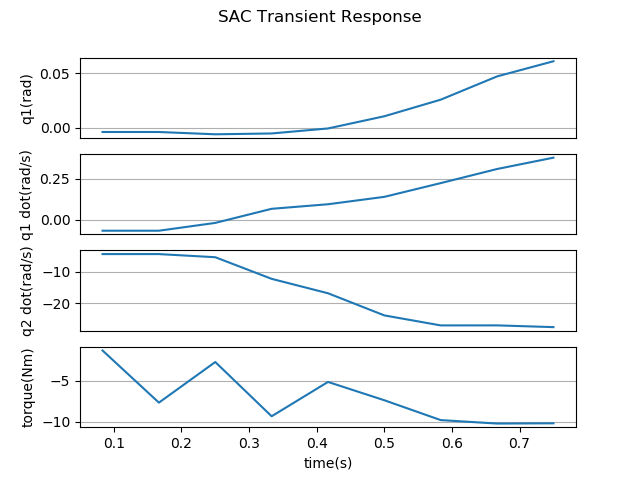 SAC Transient Response
q1(rad)
0.05
0.00
q1 dot(rad/s)
0.25
0.00
q2 dot(rad/s)
−10
−20
torque(Nm)
−5
−10
0.1 0.2 0.3 0.4 0.5 0.6 0.7
time(s)